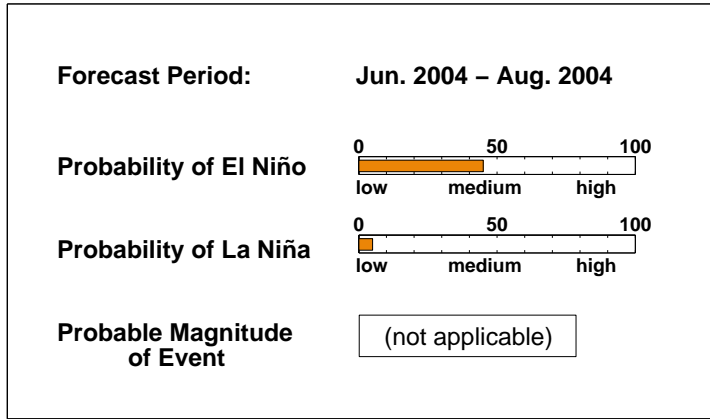 Forecast Period: Jun. 2004 – Aug. 2004
0 50 100
Probability of El Niño
low medium high
0 50 100
Probability of La Niña
low medium high
Probable Magnitude
of Event
(not applicable)